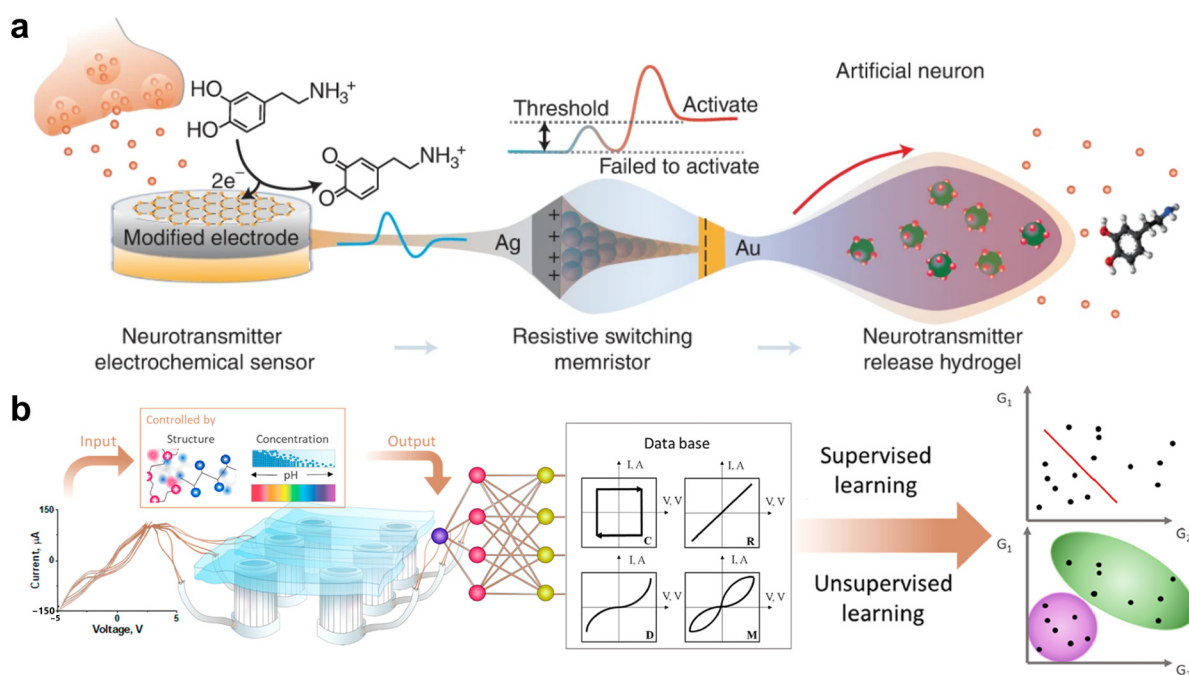 a
HO
HO
NH3+
O
O
NH3+
2e−
Modified electrode
Neurotransmitter
electrochemical sensor
Threshold
Activate
Failed to activate
Ag
+
+
+
+
Au
Resistive switching
memristor
Artificial neuron
Neurotransmitter
release hydrogel
b
Input
Controlled by
Structure
Concentration
pH
Output
Current, μA
150
0
−150
−5
0
5
Voltage, V
Data base
I, A
V, V
C
I, A
V, V
R
I, A
V, V
D
I, A
V, V
M
Supervised
learning
Unsupervised
learning
G1
G1